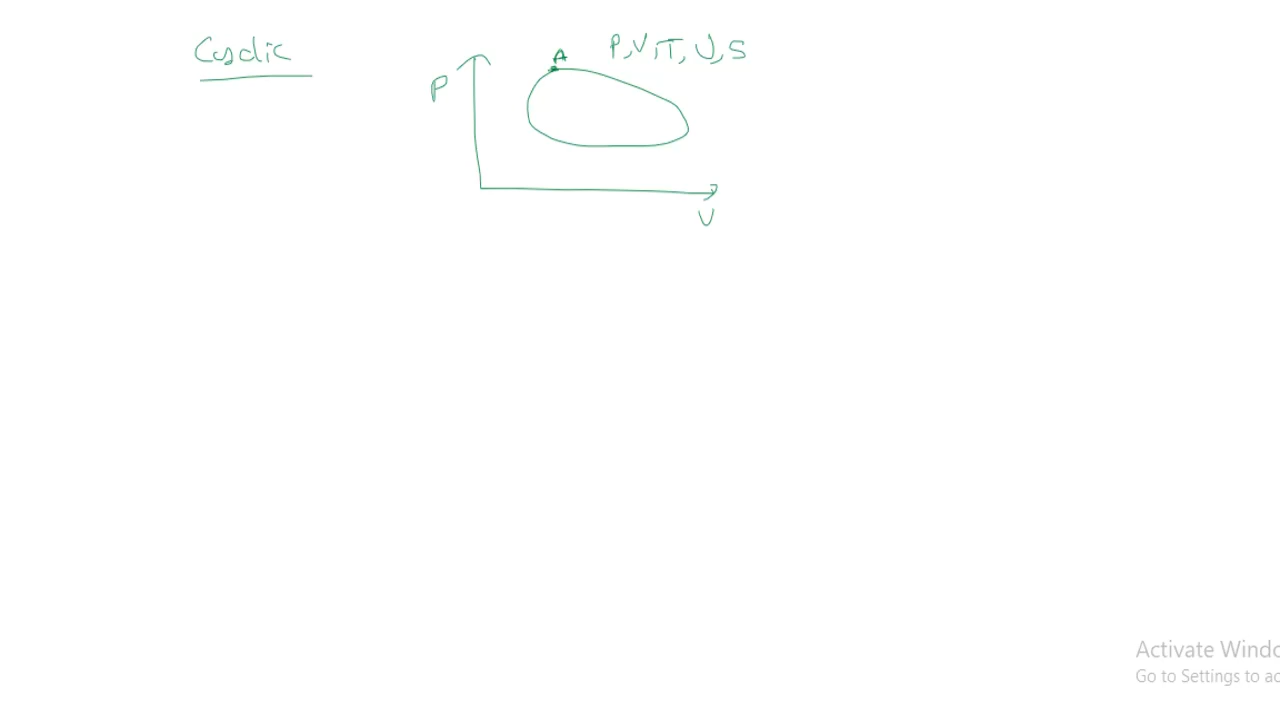 Cyclic
A P, V, T, U, S
P
V
Activate Windo
Go to Settings to ac